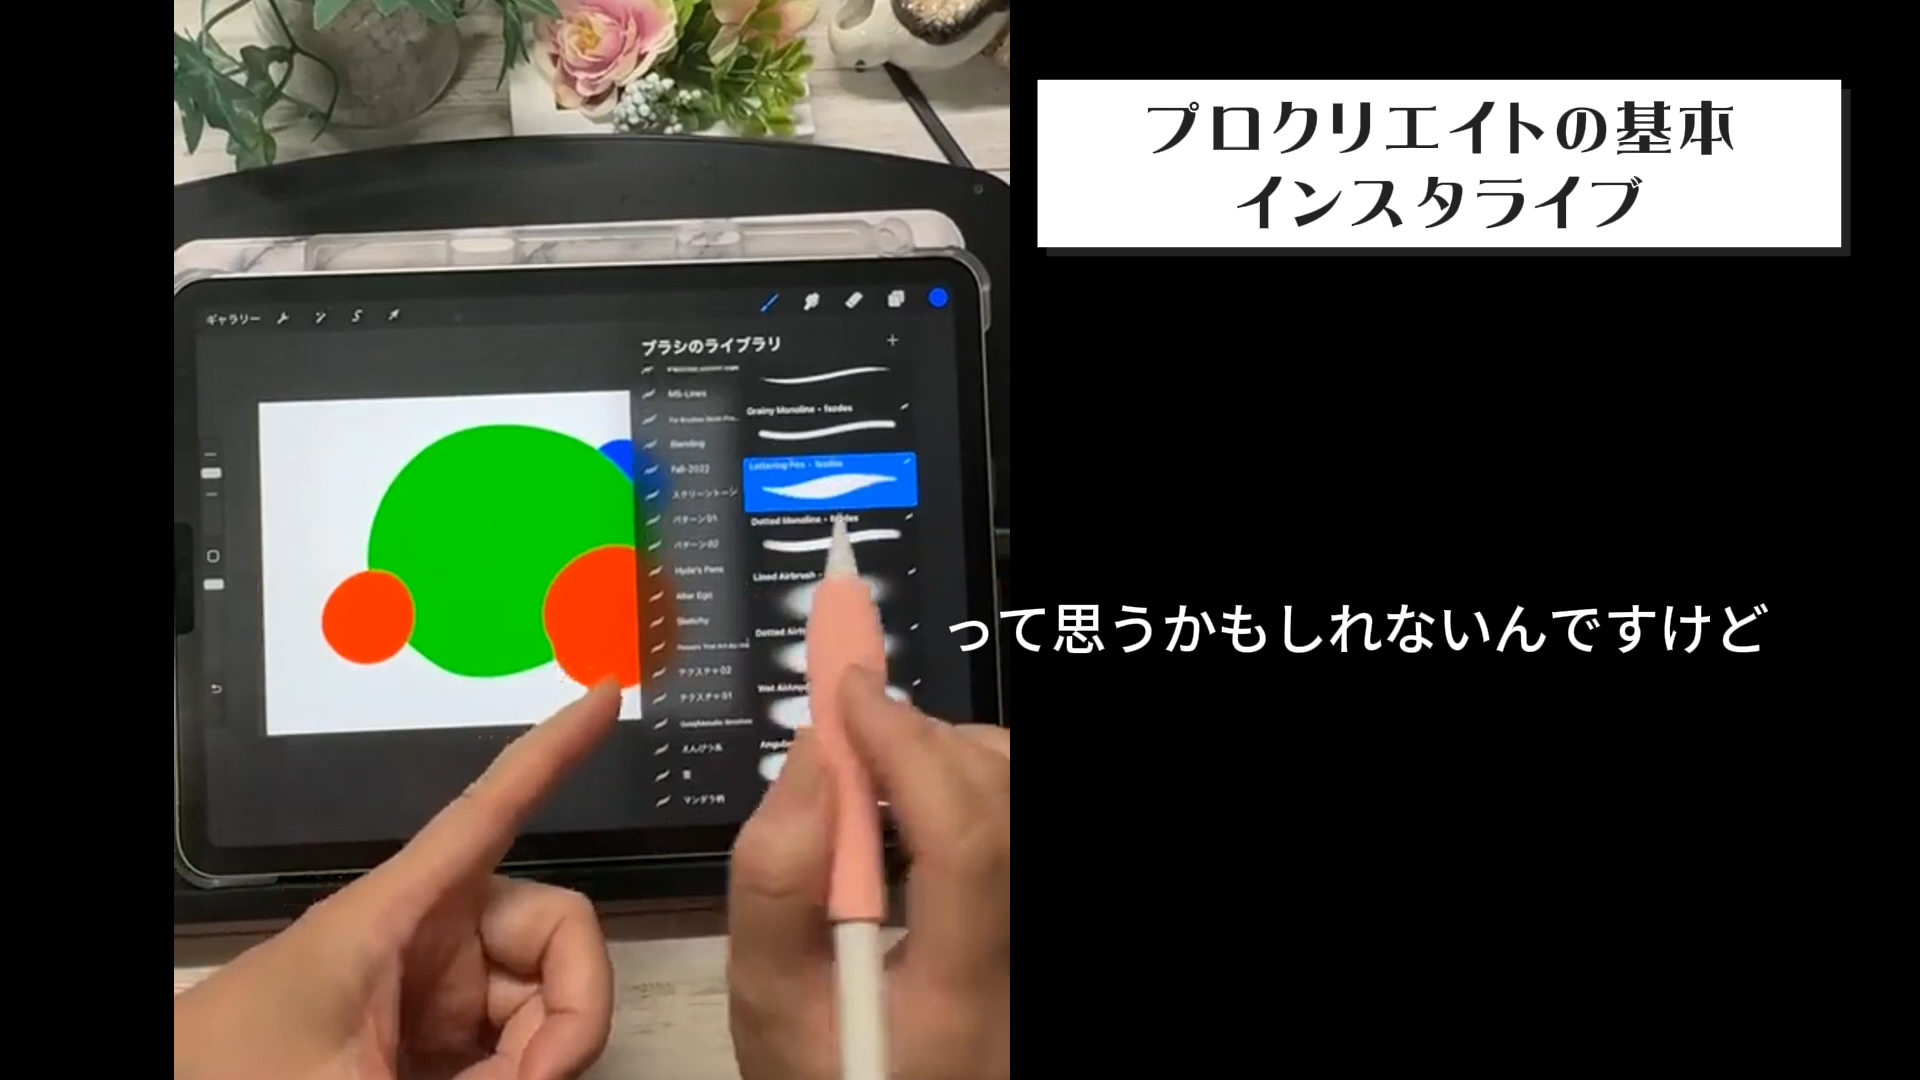 プロクリエイトの基本
インスタライブ
ギャラリー
ブラシのライブラリ
MS-Lines
Blending
Fall-2022
スクリーントーン
パターン01
パターン02
Hyde's Pens
Alter Ego
Sketchy
テクスチャ02
テクスチャ01
えんぴつ系
雲
マンダラ柄
Grainy Monoline - fazdes
Lettering Pen - fazdes
Dotted Monoline - fazdes
Lined Airbrush -
って思うかもしれないんですけど